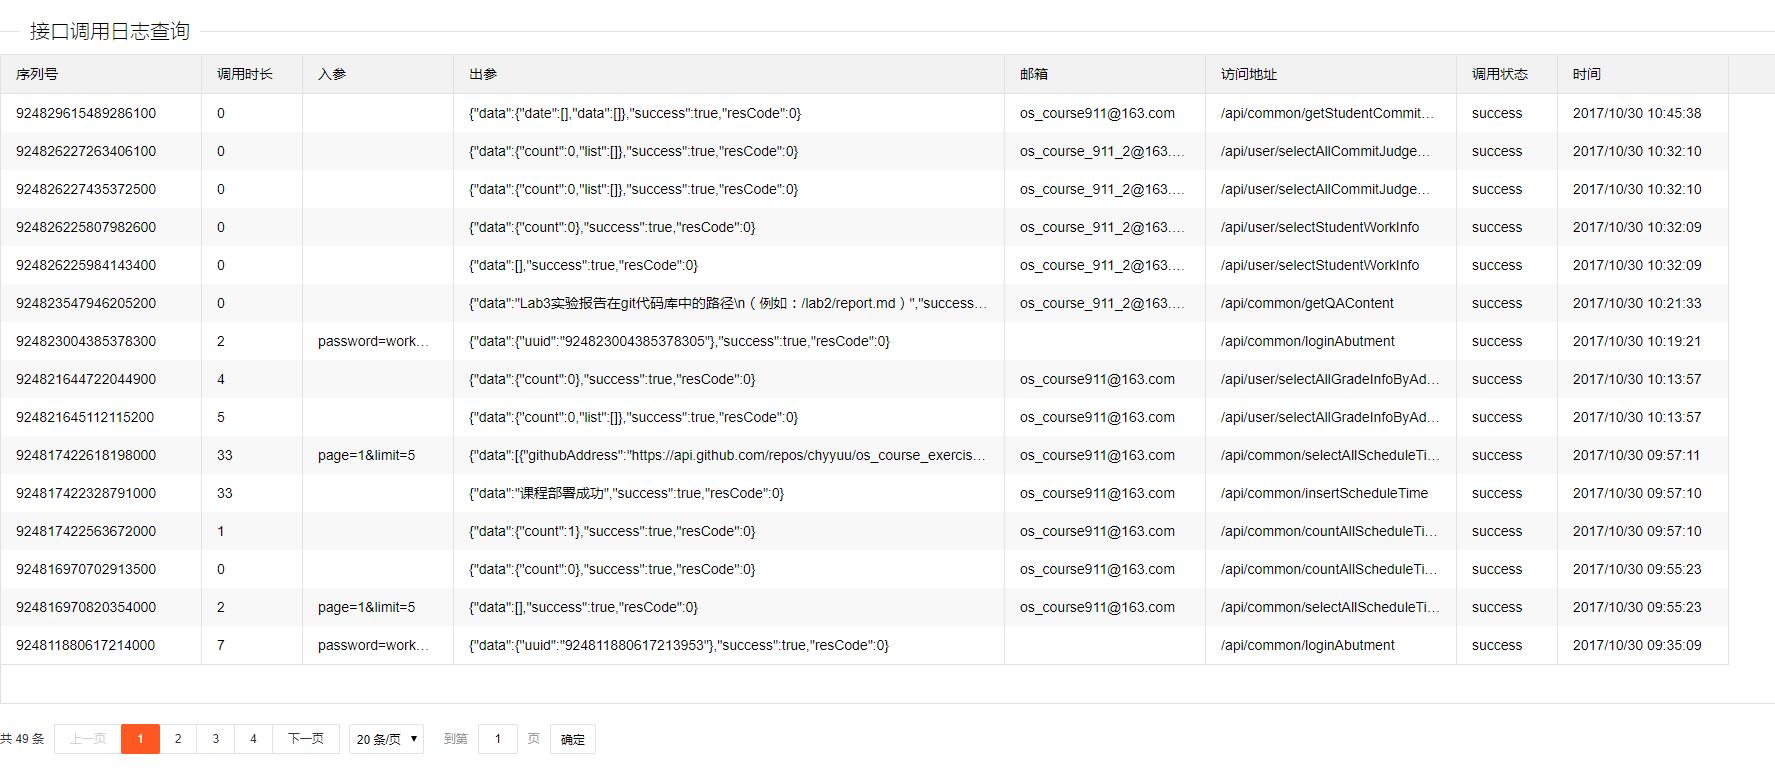 接口调用日志查询
序列号 调用时长 入参 出参 邮箱 访问地址 调用状态 时间
924829615489286100 0 {"data":{"date":[],"data":[]},"success":true,"resCode":0} os_course911@163.com /api/common/getStudentCommit... success 2017/10/30 10:45:38
924826227263406100 0 {"data":{"count":0,"list":[]},"success":true,"resCode":0} os_course_911_2@163.... /api/user/selectAllCommitJudge... success 2017/10/30 10:32:10
924826227435372500 0 {"data":{"count":0,"list":[]},"success":true,"resCode":0} os_course_911_2@163.... /api/user/selectAllCommitJudge... success 2017/10/30 10:32:10
924826225807982600 0 {"data":{"count":0},"success":true,"resCode":0} os_course_911_2@163.... /api/user/selectStudentWorkInfo success 2017/10/30 10:32:09
924826225984143400 0 {"data":[],"success":true,"resCode":0} os_course_911_2@163.... /api/user/selectStudentWorkInfo success 2017/10/30 10:32:09
924823547946205200 0 {"data":"Lab3实验报告在git代码库中的路径\n（例如：/lab2/report.md）","success... os_course_911_2@163.... /api/common/getQAContent success 2017/10/30 10:21:33
924823004385378300 2 password=work... {"data":{"uuid":"924823004385378305"},"success":true,"resCode":0} /api/common/loginAbutment success 2017/10/30 10:19:21
924821644722044900 4 {"data":{"count":0},"success":true,"resCode":0} os_course911@163.com /api/user/selectAllGradeInfoByAd... success 2017/10/30 10:13:57
924821645112115200 5 {"data":{"count":0,"list":[]},"success":true,"resCode":0} os_course911@163.com /api/user/selectAllGradeInfoByAd... success 2017/10/30 10:13:57
924817422618198000 33 page=1&limit=5 {"data":[{"githubAddress":"https://api.github.com/repos/chyyuu/os_course_exercis... os_course911@163.com /api/common/selectAllScheduleTi... success 2017/10/30 09:57:11
924817422328791000 33 {"data":"课程部署成功","success":true,"resCode":0} os_course911@163.com /api/common/insertScheduleTime success 2017/10/30 09:57:10
924817422563672000 1 {"data":{"count":1},"success":true,"resCode":0} os_course911@163.com /api/common/countAllScheduleTi... success 2017/10/30 09:57:10
924816970702913500 0 {"data":{"count":0},"success":true,"resCode":0} os_course911@163.com /api/common/countAllScheduleTi... success 2017/10/30 09:55:23
924816970820354000 2 page=1&limit=5 {"data":[],"success":true,"resCode":0} os_course911@163.com /api/common/selectAllScheduleTi... success 2017/10/30 09:55:23
924811880617214000 7 password=work... {"data":{"uuid":"924811880617213953"},"success":true,"resCode":0} /api/common/loginAbutment success 2017/10/30 09:35:09
共 49 条 上一页 1 2 3 4 下一页 20 条/页 到第 1 页 确定